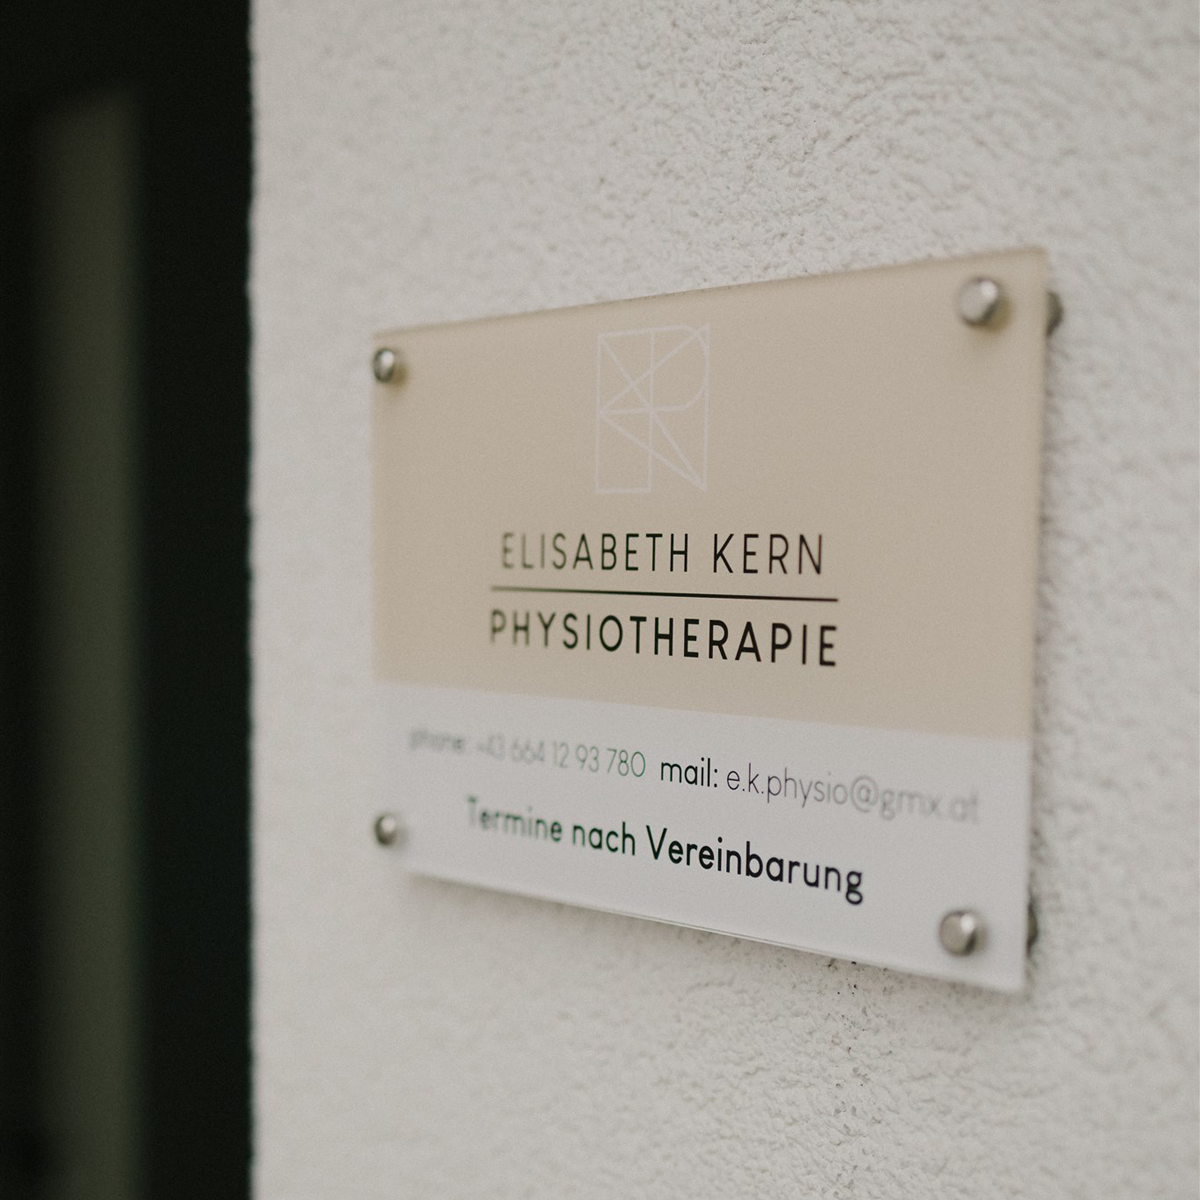 ELISABETH KERN
PHYSIOTHERAPIE
phone: +43 664 12 93 780 mail: e.k.physio@gmx.at
Termine nach Vereinbarung